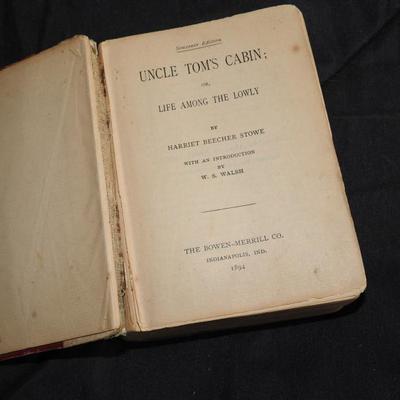 Souvenir Edition
UNCLE TOM'S CABIN;
OR,
LIFE AMONG THE LOWLY
BY
HARRIET BEECHER STOWE
WITH AN INTRODUCTION
BY
W. S. WALSH
THE BOWEN-MERRILL CO.
INDIANAPOLIS, IND.
1894